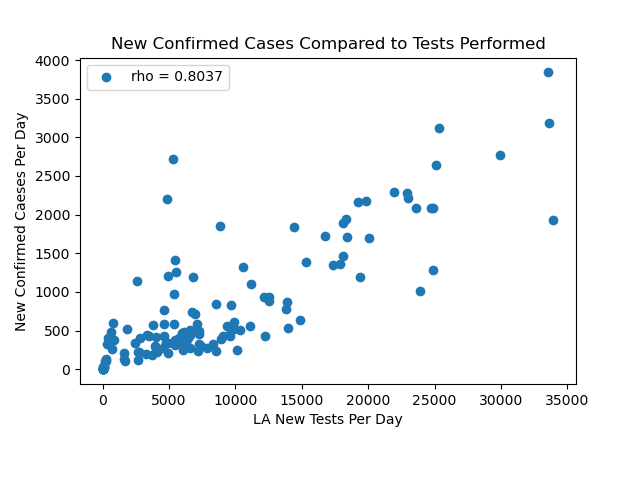 New Confirmed Cases Compared to Tests Performed
rho = 0.8037
4000
3500
3000
2500
2000
1500
1000
500
0
New Confirmed Caeses Per Day
0 5000 10000 15000 20000 25000 30000 35000
LA New Tests Per Day